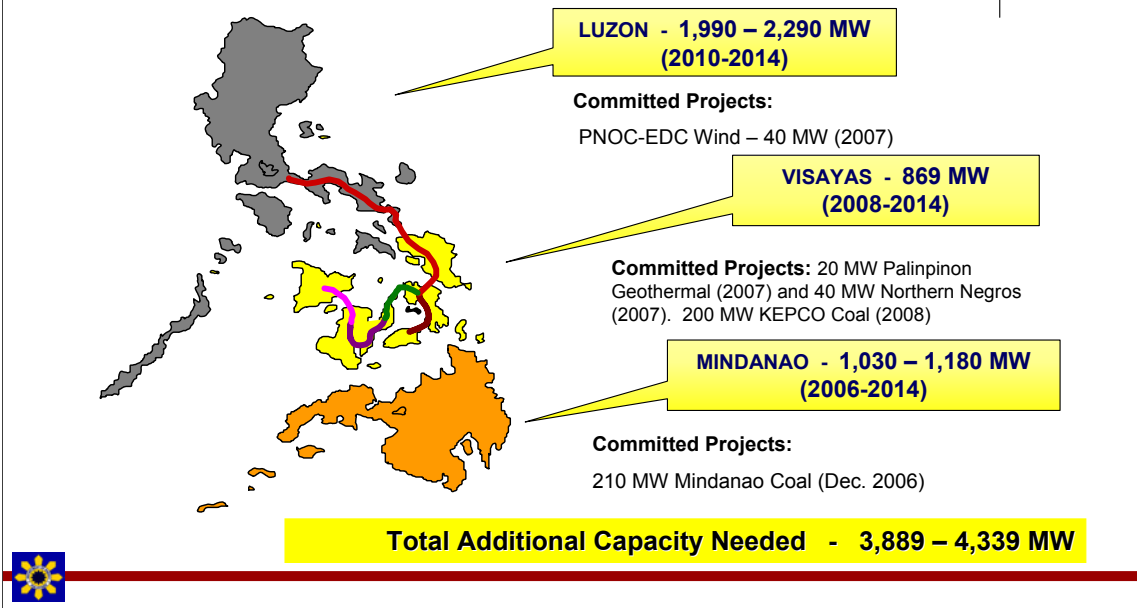 LUZON - 1,990 – 2,290 MW
(2010-2014)
Committed Projects:
PNOC-EDC Wind – 40 MW (2007)
VISAYAS - 869 MW
(2008-2014)
Committed Projects: 20 MW Palinpinon
Geothermal (2007) and 40 MW Northern Negros
(2007). 200 MW KEPCO Coal (2008)
MINDANAO - 1,030 – 1,180 MW
(2006-2014)
Committed Projects:
210 MW Mindanao Coal (Dec. 2006)
Total Additional Capacity Needed - 3,889 – 4,339 MW